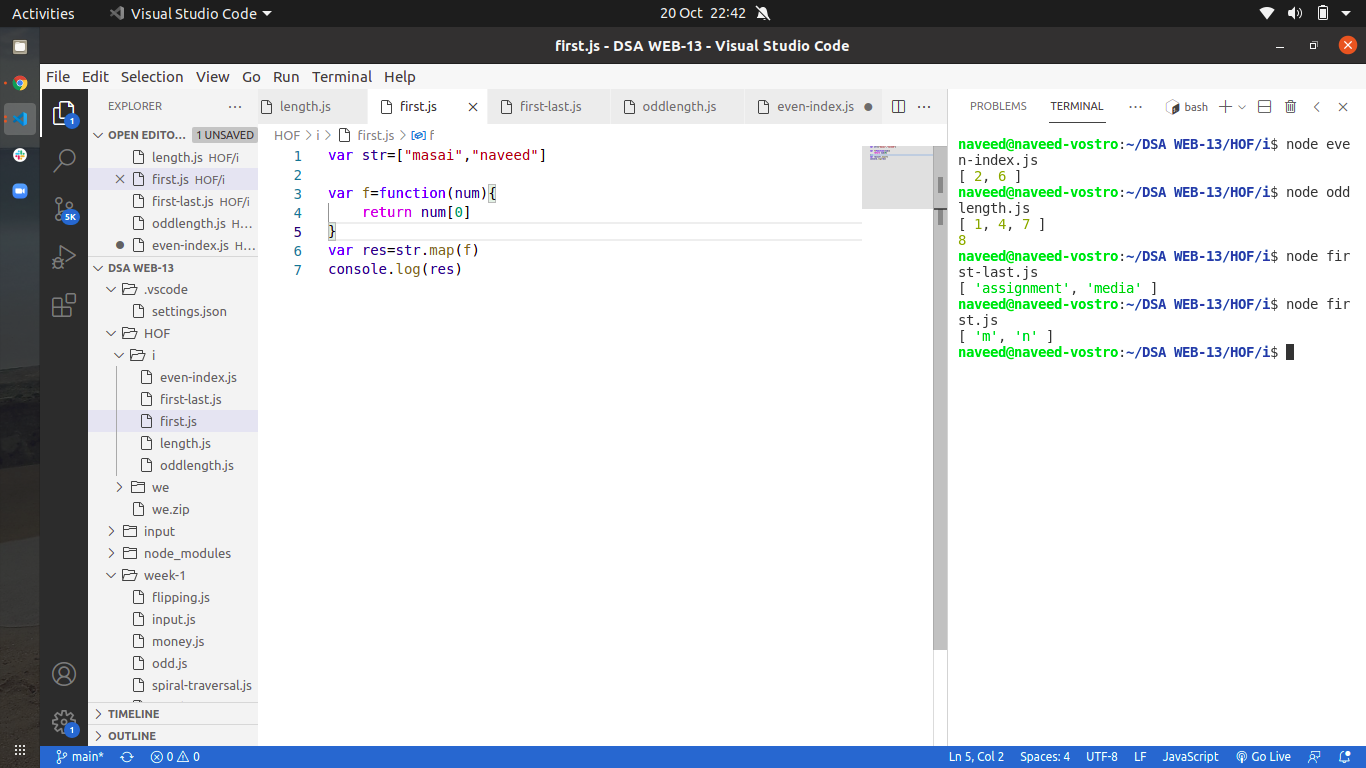 Activities
Visual Studio Code
20 Oct 22:42
first.js - DSA WEB-13 - Visual Studio Code
File Edit Selection View Go Run Terminal Help
EXPLORER
OPEN EDITO... 1 UNSAVED
length.js HOF/i
first.js HOF/i
first-last.js HOF/i
oddlength.js H...
even-index.js H...
DSA WEB-13
.vscode
settings.json
HOF
i
even-index.js
first-last.js
first.js
length.js
oddlength.js
we
we.zip
input
node_modules
week-1
flipping.js
input.js
money.js
odd.js
spiral-traversal.js
TIMELINE
OUTLINE
1
5K
1
length.js first.js first-last.js oddlength.js even-index.js
HOF > i > first.js > f
1 var str=["masai","naveed"]
2
3 var f=function(num){
4 return num[0]
5 }
6 var res=str.map(f)
7 console.log(res)
PROBLEMS TERMINAL ... bash
naveed@naveed-vostro:~/DSA WEB-13/HOF/i$ node eve
n-index.js
[ 2, 6 ]
naveed@naveed-vostro:~/DSA WEB-13/HOF/i$ node odd
length.js
[ 1, 4, 7 ]
8
naveed@naveed-vostro:~/DSA WEB-13/HOF/i$ node fir
st-last.js
[ 'assignment', 'media' ]
naveed@naveed-vostro:~/DSA WEB-13/HOF/i$ node fir
st.js
[ 'm', 'n' ]
naveed@naveed-vostro:~/DSA WEB-13/HOF/i$
main* 0 0 Ln 5, Col 2 Spaces: 4 UTF-8 LF JavaScript Go Live